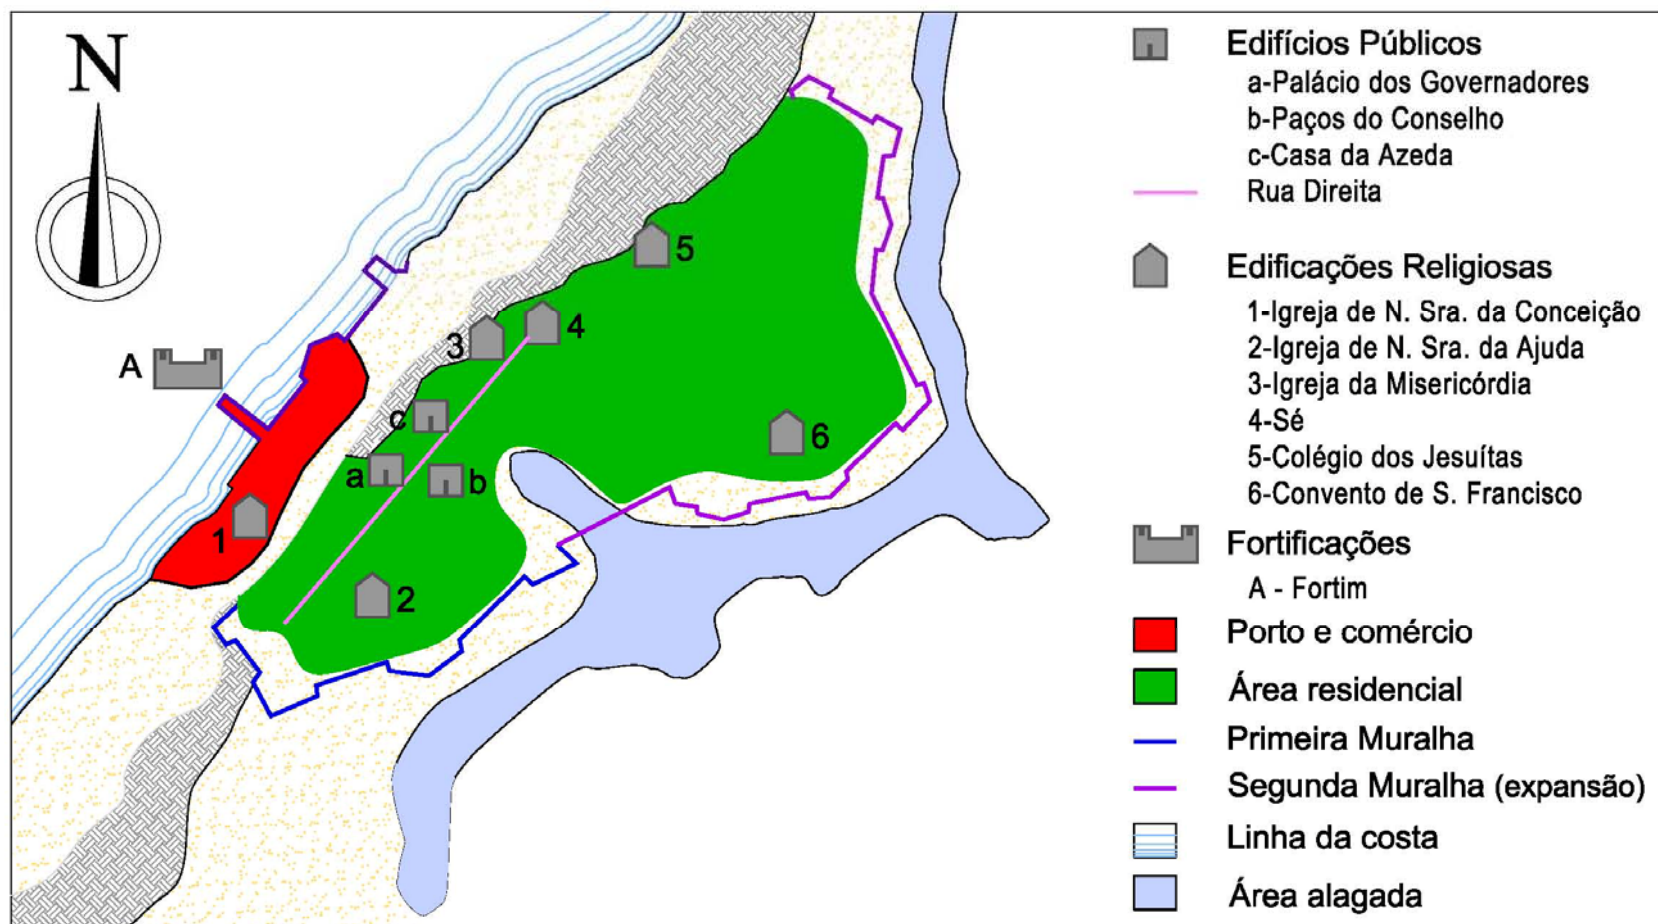 N
A
1
2
3
4
5
6
a
b
c
Edifícios Públicos
a-Palácio dos Governadores
b-Paços do Conselho
c-Casa da Azeda
Rua Direita
Edificações Religiosas
1-Igreja de N. Sra. da Conceição
2-Igreja de N. Sra. da Ajuda
3-Igreja da Misericórdia
4-Sé
5-Colégio dos Jesuítas
6-Convento de S. Francisco
Fortificações
A - Fortim
Porto e comércio
Área residencial
Primeira Muralha
Segunda Muralha (expansão)
Linha da costa
Área alagada